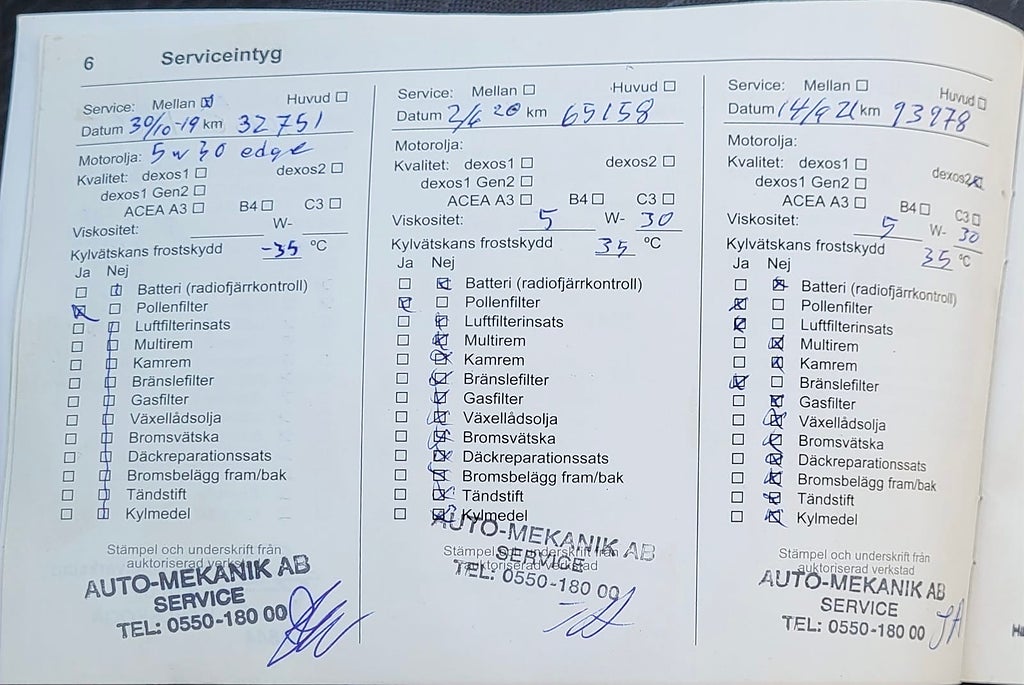 6 Serviceintyg
Service: Mellan ☒ Huvud ☐
Datum 30/10-19 km 32751
Motorolja: 5w30 edge
Kvalitet: dexos1 ☐ dexos2 ☐
dexos1 Gen2 ☐
ACEA A3 ☐ B4 ☐ C3 ☐
Viskositet: W-
Kylvätskans frostskydd -35 °C
Ja Nej
Batteri (radiofjärrkontroll)
Pollenfilter
Luftfilterinsats
Multirem
Kamrem
Bränslefilter
Gasfilter
Växellådsolja
Bromsvätska
Däckreparationssats
Bromsbelägg fram/bak
Tändstift
Kylmedel
Stämpel och underskrift från
auktoriserad verkstad
AUTO-MEKANIK AB
SERVICE
TEL: 0550-180 00
Service: Mellan ☐ Huvud ☐
Datum 2/6 20 km 65158
Motorolja:
Kvalitet: dexos1 ☐ dexos2 ☐
dexos1 Gen2 ☐
ACEA A3 ☐ B4 ☐ C3 ☐
Viskositet: 5 W- 30
Kylvätskans frostskydd 35 °C
Ja Nej
Batteri (radiofjärrkontroll)
Pollenfilter
Luftfilterinsats
Multirem
Kamrem
Bränslefilter
Gasfilter
Växellådsolja
Bromsvätska
Däckreparationssats
Bromsbelägg fram/bak
Tändstift
Kylmedel
Stämpel och underskrift från
auktoriserad verkstad
AUTO-MEKANIK AB
SERVICE
TEL: 0550-180 00
Service: Mellan ☐ Huvud ☐
Datum 14/9 21 km 93978
Motorolja:
Kvalitet: dexos1 ☐ dexos2 ☒
dexos1 Gen2 ☐
ACEA A3 ☐ B4 ☐ C3 ☐
Viskositet: 5 W- 30
Kylvätskans frostskydd 35 °C
Ja Nej
Batteri (radiofjärrkontroll)
Pollenfilter
Luftfilterinsats
Multirem
Kamrem
Bränslefilter
Gasfilter
Växellådsolja
Bromsvätska
Däckreparationssats
Bromsbelägg fram/bak
Tändstift
Kylmedel
Stämpel och underskrift från
auktoriserad verkstad
AUTO-MEKANIK AB
SERVICE
TEL: 0550-180 00